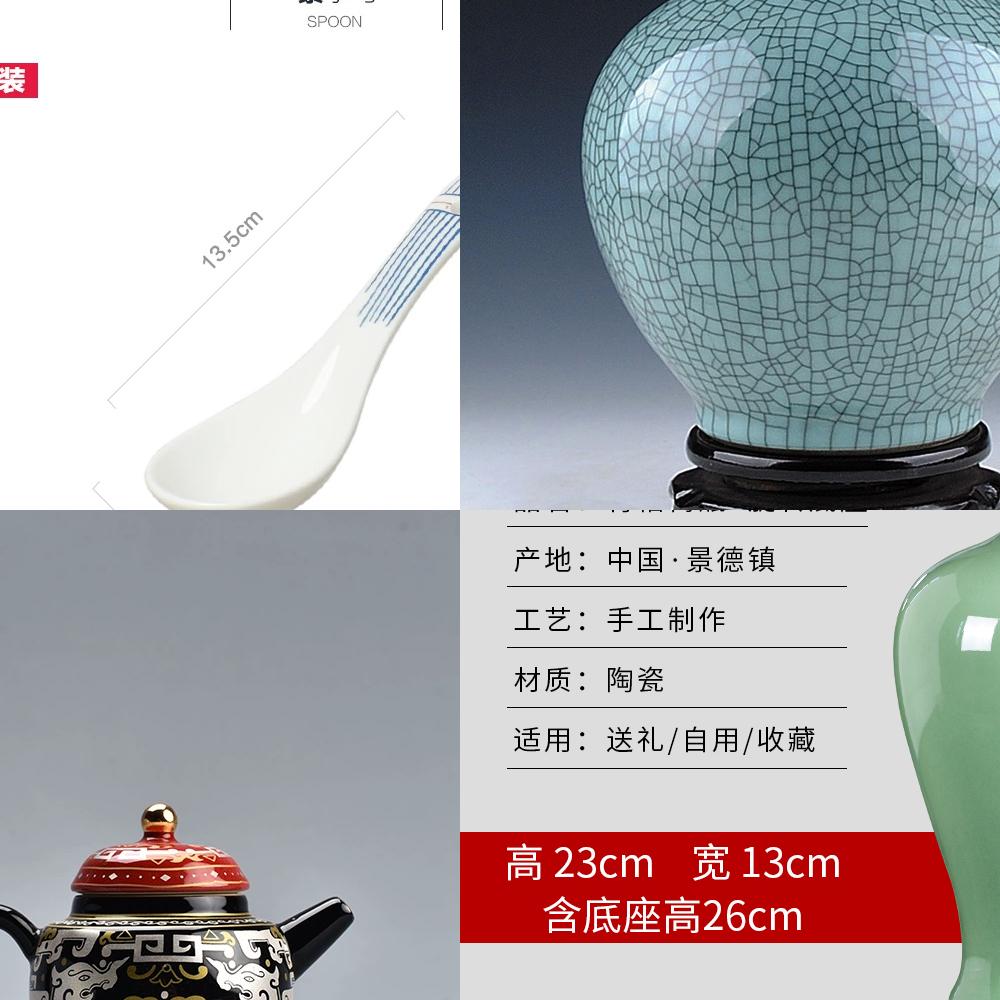 SPOON
装
13.5cm
产地：中国·景德镇
工艺：手工制作
材质：陶瓷
适用：送礼/自用/收藏
高 23cm 宽 13cm
含底座高26cm